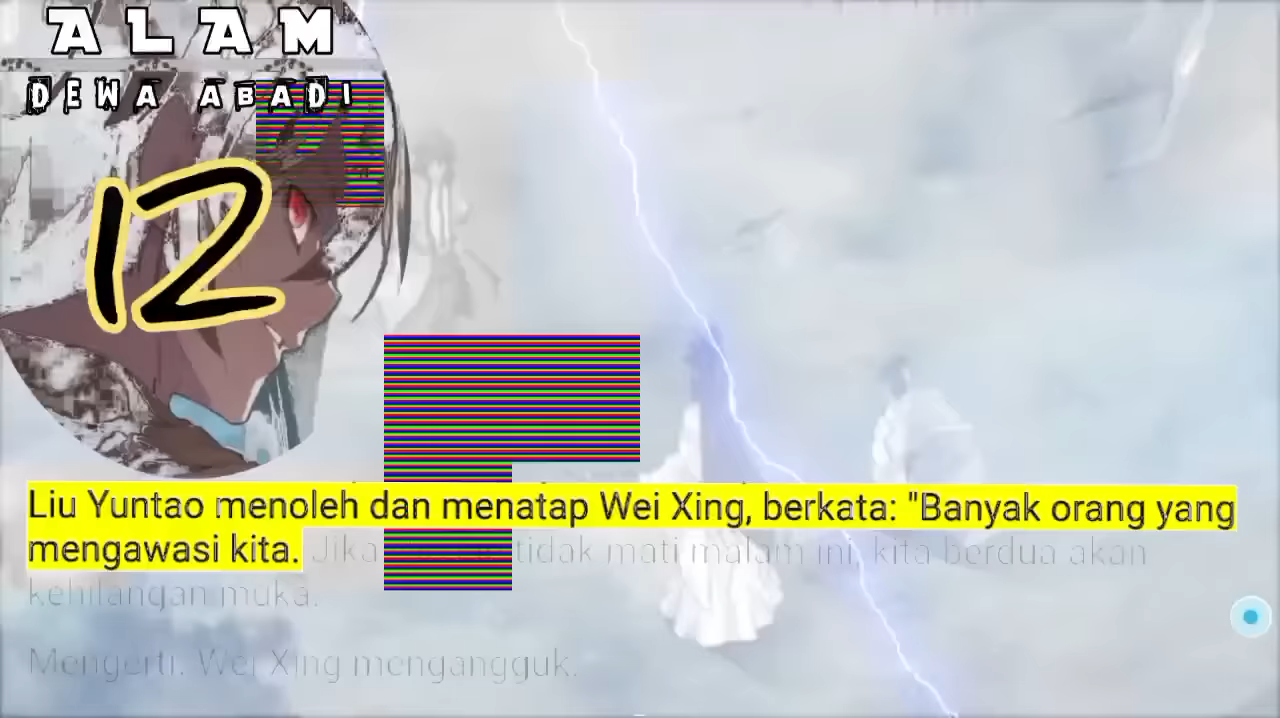 ALAM
DEWA ABADI
12
Liu Yuntao menoleh dan menatap Wei Xing, berkata: "Banyak orang yang
mengawasi kita. Jika tidak mati malam ini, kita berdua akan
kehilangan muka.
Mengerti. Wei Xing mengangguk.